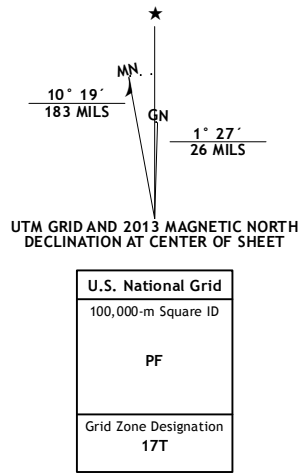 ★
MN
10° 19´
183 MILS
GN
1° 27´
26 MILS
UTM GRID AND 2013 MAGNETIC NORTH
DECLINATION AT CENTER OF SHEET
U.S. National Grid
100,000-m Square ID
PF
Grid Zone Designation
17T